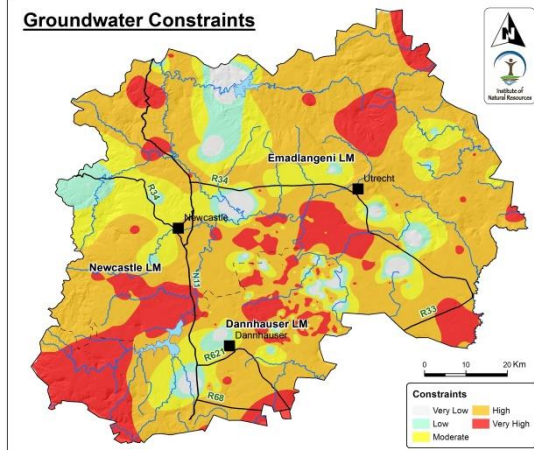 Groundwater Constraints
N
Institute of
Natural Resources
Emadlangeni LM
R34
Utrecht
R34
Newcastle
Newcastle LM
N11
R33
Dannhauser LM
Dannhauser
R621
R68
0 10 20 Km
Constraints
Very Low
Low
Moderate
High
Very High